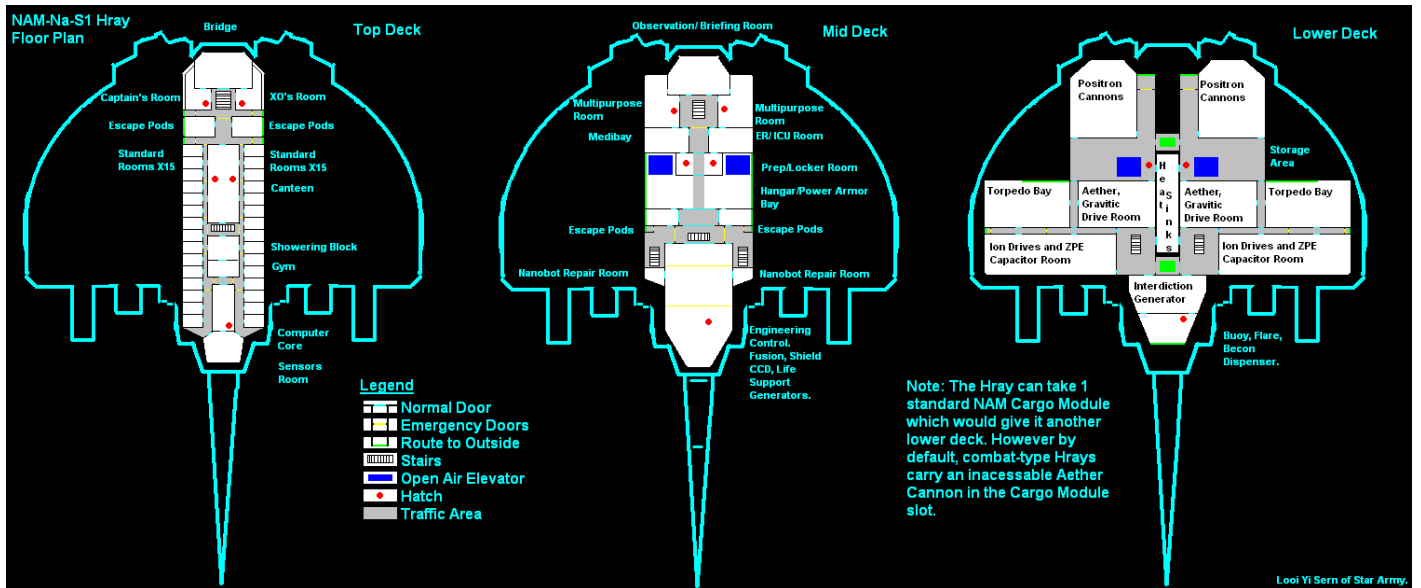 NAM-Na-S1 Hray
Floor Plan
Bridge
Top Deck
Captain's Room
XO's Room
Escape Pods
Escape Pods
Standard
Rooms X15
Standard
Rooms X15
Canteen
Showering Block
Gym
Computer
Core
Sensors
Room
Legend
Normal Door
Emergency Doors
Route to Outside
Stairs
Open Air Elevator
Hatch
Traffic Area
Observation/Briefing Room
Mid Deck
Multipurpose
Room
Multipurpose
Room
Medibay
ER/ ICU Room
Prep/Locker Room
Hangar/Power Armor
Bay
Escape Pods
Escape Pods
Nanobot Repair Room
Nanobot Repair Room
Engineering
Control.
Fusion, Shield
CCD, Life
Support
Generators.
Lower Deck
Positron
Cannons
Positron
Cannons
Storage
Area
Heat
Sinks
Torpedo Bay
Aether,
Gravitic
Drive Room
Aether,
Gravitic
Drive Room
Torpedo Bay
Ion Drives and ZPE
Capacitor Room
Ion Drives and ZPE
Capacitor Room
Interdiction
Generator
Buoy, Flare,
Becon
Dispenser.
Note: The Hray can take 1
standard NAM Cargo Module
which would give it another
lower deck. However by
default, combat-type Hrays
carry an inacessable Aether
Cannon in the Cargo Module
slot.
Looi Yi Sern of Star Army.